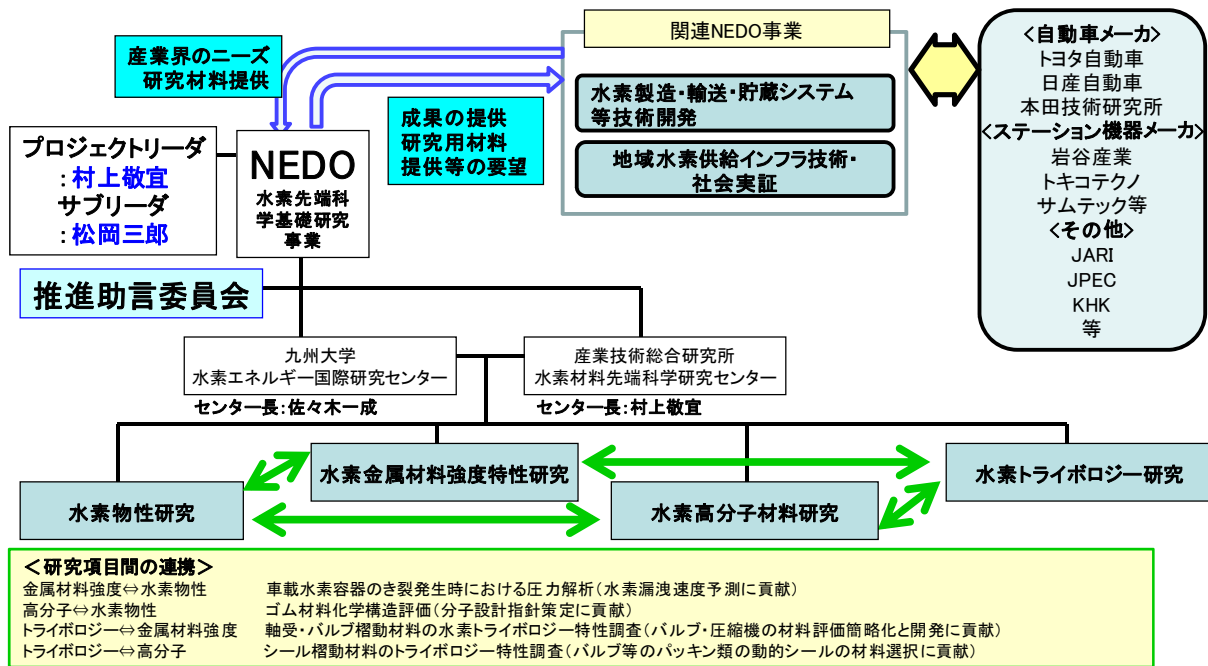 産業界のニーズ
研究材料提供
成果の提供
研究用材料
提供等の要望
プロジェクトリーダ
：村上敬宜
サブリーダ
：松岡三郎
NEDO
水素先端科
学基礎研究
事業
関連NEDO事業
水素製造・輸送・貯蔵システム
等技術開発
地域水素供給インフラ技術・
社会実証
＜自動車メーカ＞
トヨタ自動車
日産自動車
本田技術研究所
＜ステーション機器メーカ＞
岩谷産業
トキコテクノ
サムテック等
＜その他＞
JARI
JPEC
KHK
等
推進助言委員会
九州大学
水素エネルギー国際研究センター
センター長：佐々木一成
産業技術総合研究所
水素材料先端科学研究センター
センター長：村上敬宜
水素物性研究
水素金属材料強度特性研究
水素高分子材料研究
水素トライボロジー研究
＜研究項目間の連携＞
金属材料強度⇔水素物性 車載水素容器のき裂発生時における圧力解析（水素漏洩速度予測に貢献）
高分子⇔水素物性 ゴム材料化学構造評価（分子設計指針策定に貢献）
トライボロジー⇔金属材料強度 軸受・バルブ摺動材料の水素トライボロジー特性調査（バルブ・圧縮機の材料評価簡略化と開発に貢献）
トライボロジー⇔高分子 シール摺動材料のトライボロジー特性調査（バルブ等のパッキン類の動的シールの材料選択に貢献）